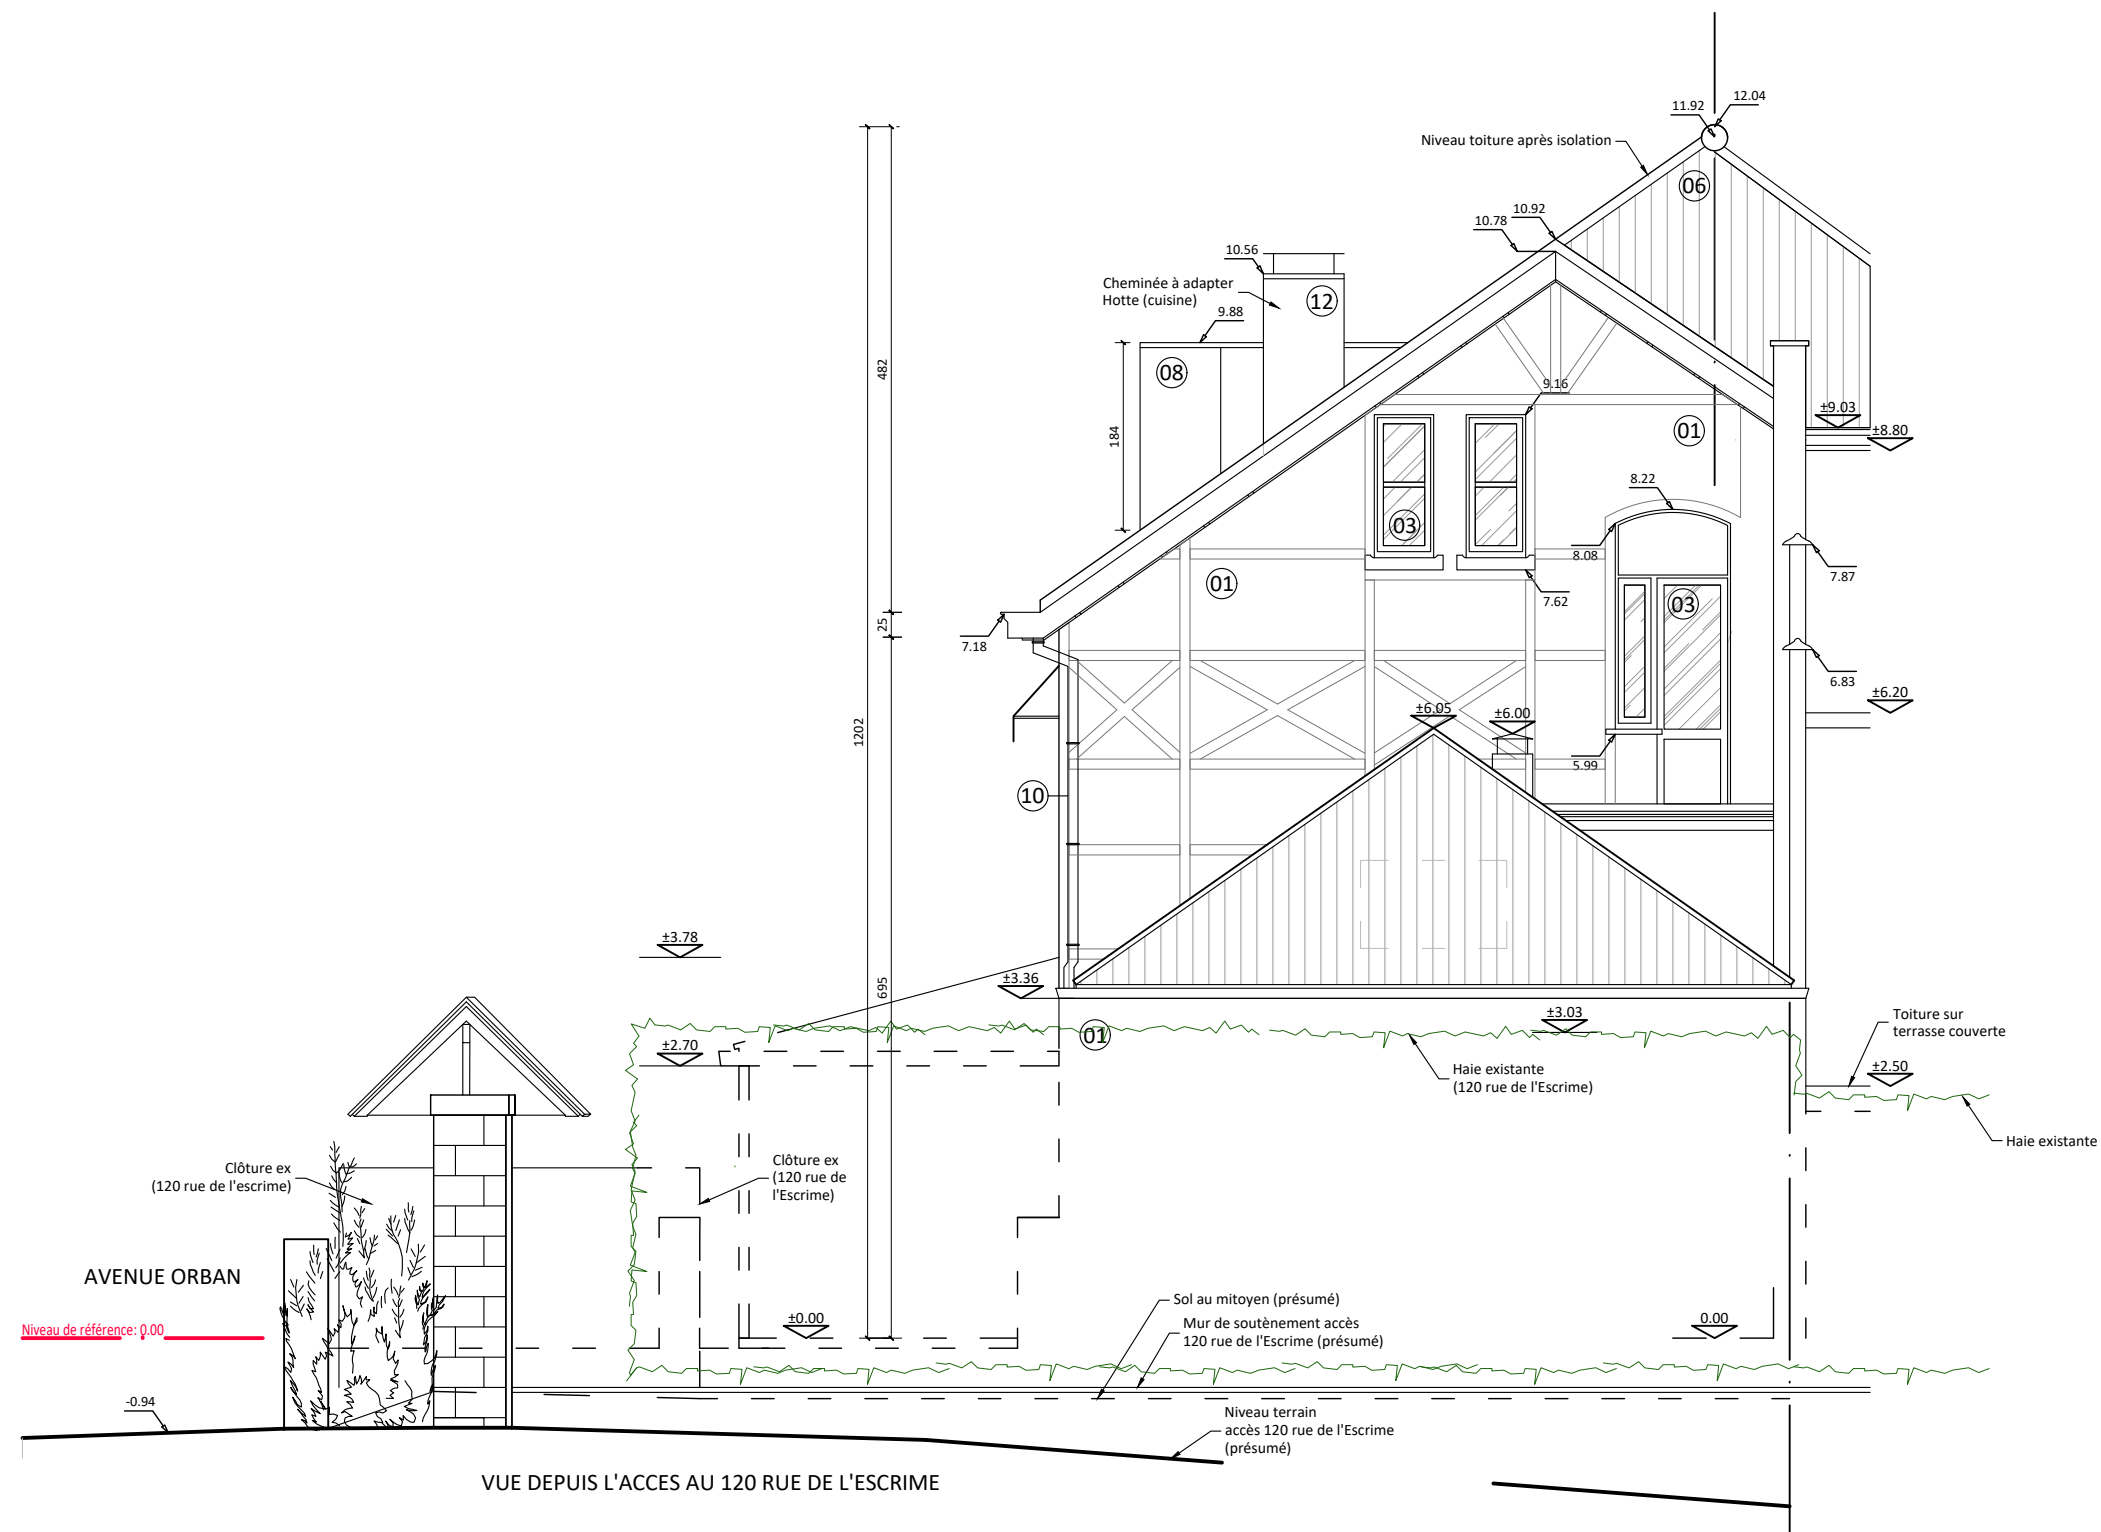 12.04
11.92
Niveau toiture après isolation
06
10.92
10.78
10.56
Cheminée à adapter
Hotte (cuisine)
12
9.88
08
482
184
9.16
±9.03
01
±8.80
8.22
03
8.08
7.87
01
7.62
03
25
7.18
6.83
±6.20
±6.05
±6.00
1202
5.99
10
±3.78
695
±3.36
±3.03
Toiture sur
terrasse couverte
01
±2.70
Haie existante
(120 rue de l'Escrime)
±2.50
Haie existante
Clôture ex
(120 rue de l'escrime)
Clôture ex
(120 rue de
l'Escrime)
AVENUE ORBAN
Sol au mitoyen (présumé)
Niveau de référence: 0.00
±0.00
Mur de soutènement accès
120 rue de l'Escrime (présumé)
0.00
-0.94
Niveau terrain
accès 120 rue de l'Escrime
(présumé)
VUE DEPUIS L'ACCES AU 120 RUE DE L'ESCRIME